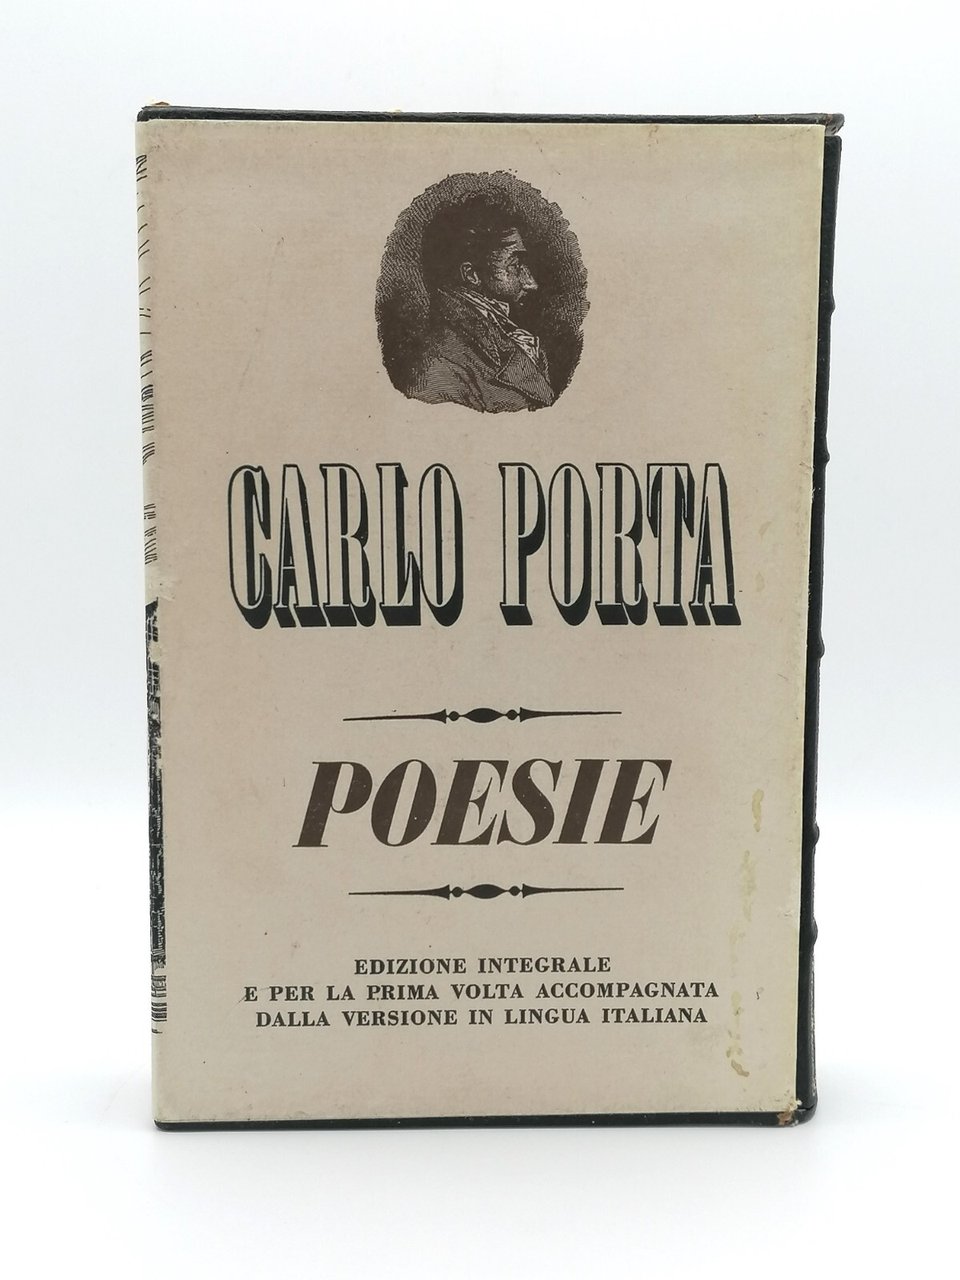 CARLO PORTA
POESIE
EDIZIONE INTEGRALE
E PER LA PRIMA VOLTA ACCOMPAGNATA
DALLA VERSIONE IN LINGUA ITALIANA